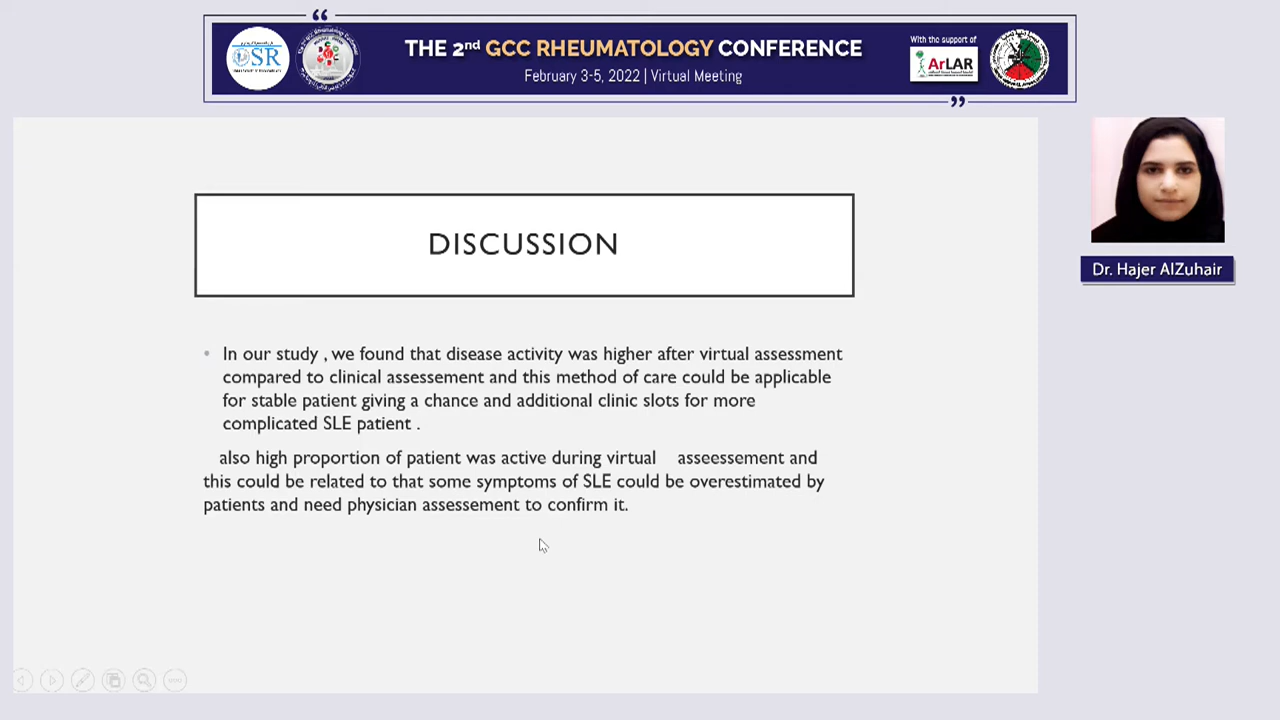 “
THE 2nd GCC RHEUMATOLOGY CONFERENCE
February 3-5, 2022 | Virtual Meeting
OSR
With the support of
ArLAR
”
Dr. Hajer AlZuhair
DISCUSSION
• In our study , we found that disease activity was higher after virtual assessment
compared to clinical assessement and this method of care could be applicable
for stable patient giving a chance and additional clinic slots for more
complicated SLE patient .
also high proportion of patient was active during virtual asseessement and
this could be related to that some symptoms of SLE could be overestimated by
patients and need physician assessement to confirm it.